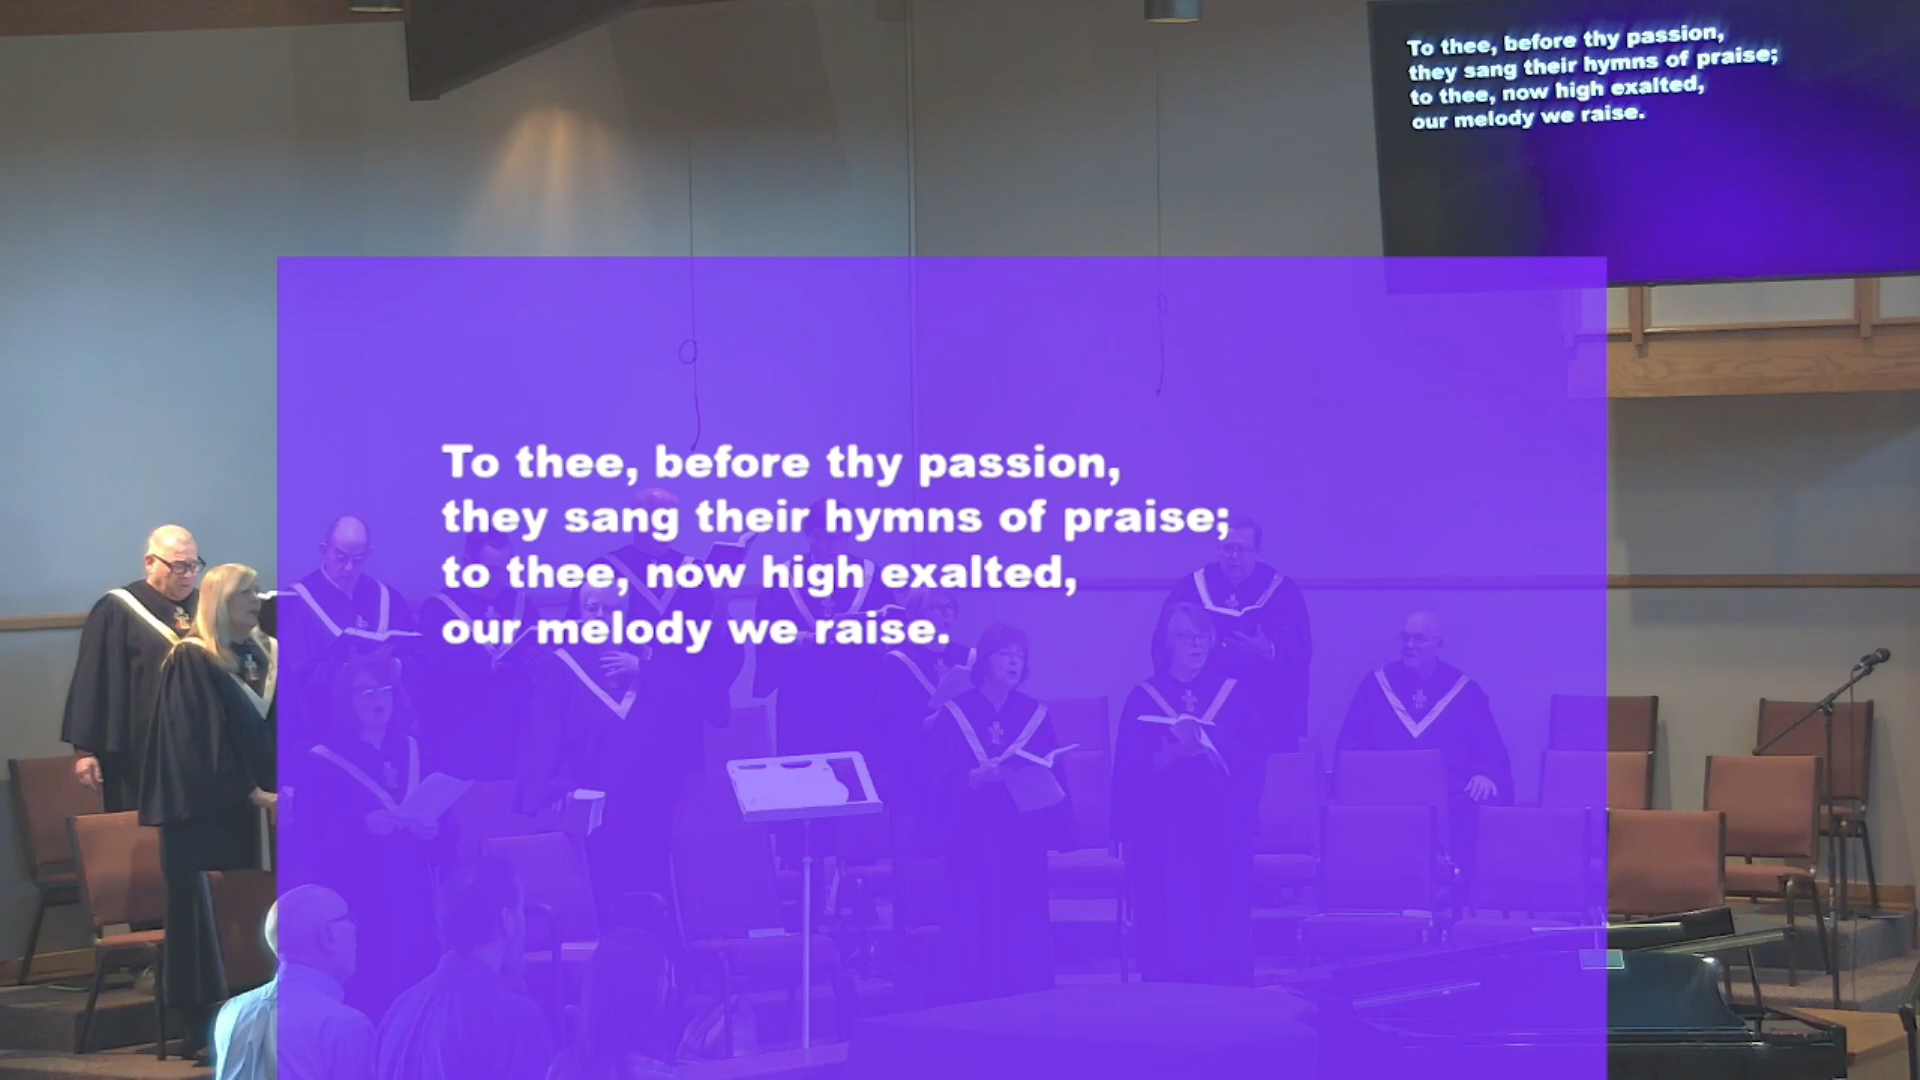 To thee, before thy passion,
they sang their hymns of praise;
to thee, now high exalted,
our melody we raise.
To thee, before thy passion,
they sang their hymns of praise;
to thee, now high exalted,
our melody we raise.